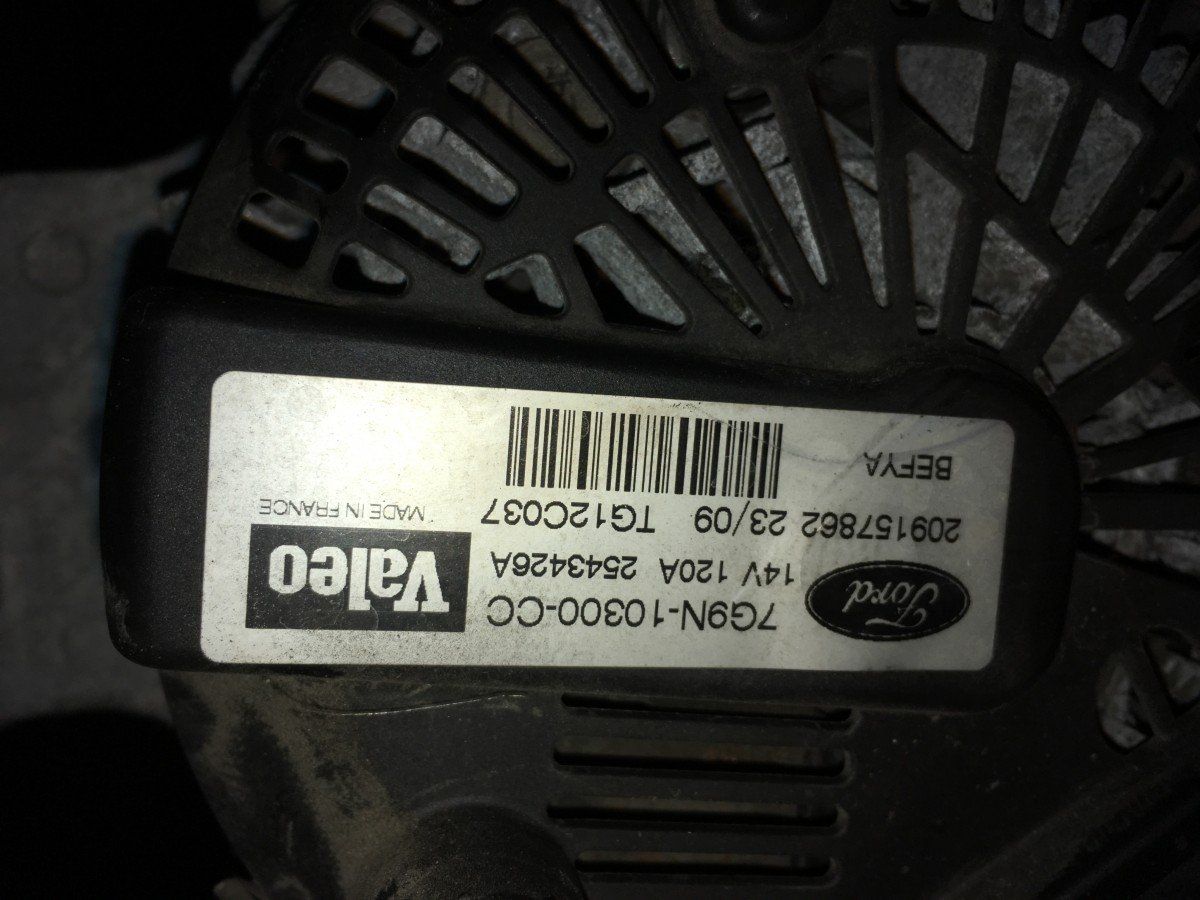 Ford
7G9N-10300-CC
14V 120A 2543426A
Valeo
209157862 23/09 TG12C037
MADE IN FRANCE
BEFYA